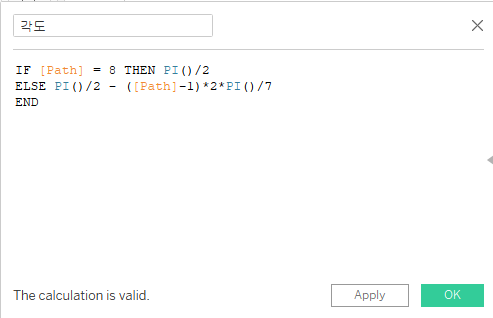 각도
IF [Path] = 8 THEN PI()/2
ELSE PI()/2 - ([Path]-1)*2*PI()/7
END
The calculation is valid.
Apply
OK